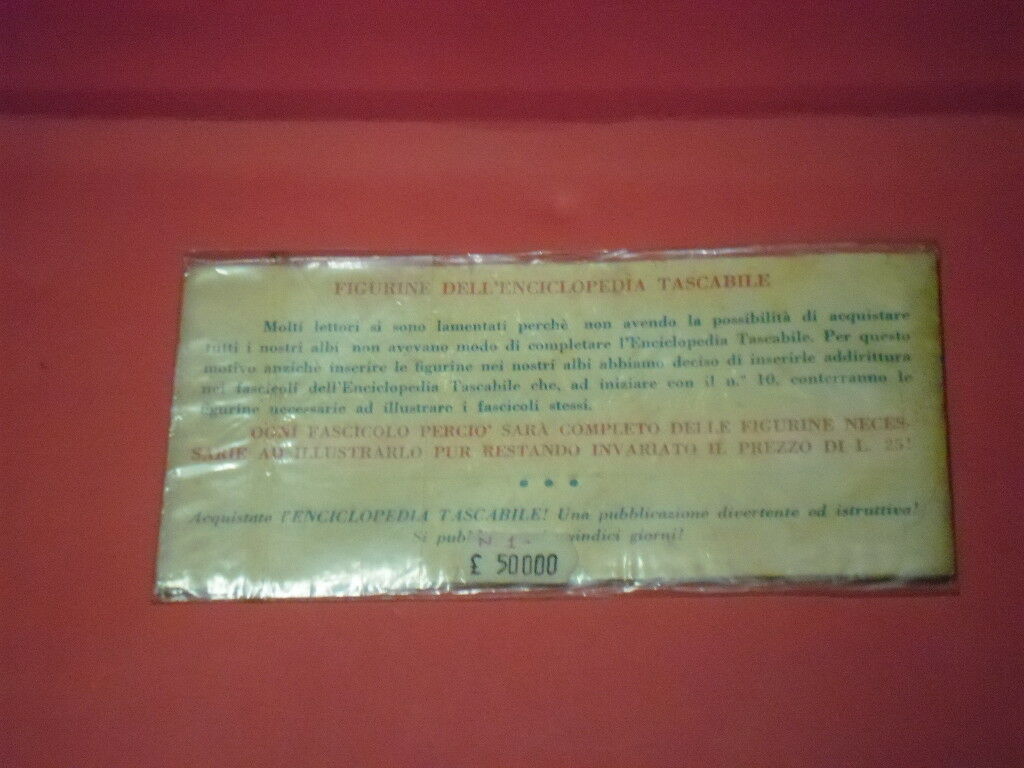 FIGURINE DELL'ENCICLOPEDIA TASCABILE
Molti lettori si sono lamentati perchè non avendo la possibilità di acquistare
tutti i nostri albi non avevano modo di completare l'Enciclopedia Tascabile. Per questo
motivo anzichè inserire le figurine nei nostri albi abbiamo deciso di inserirle addirittura
nei fascicoli dell'Enciclopedia Tascabile che, ad iniziare con il n.° 10, conterranno le
figurine necessarie ad illustrare i fascicoli stessi.
OGNI FASCICOLO PERCIO' SARÀ COMPLETO DELLE FIGURINE NECES-
SARIE AD ILLUSTRARLO PUR RESTANDO INVARIATO IL PREZZO DI L. 25!
• • •
Acquistate l'ENCICLOPEDIA TASCABILE! Una pubblicazione divertente ed istruttiva!
Si pub uindici giorni!
N. 1-
£ 50000